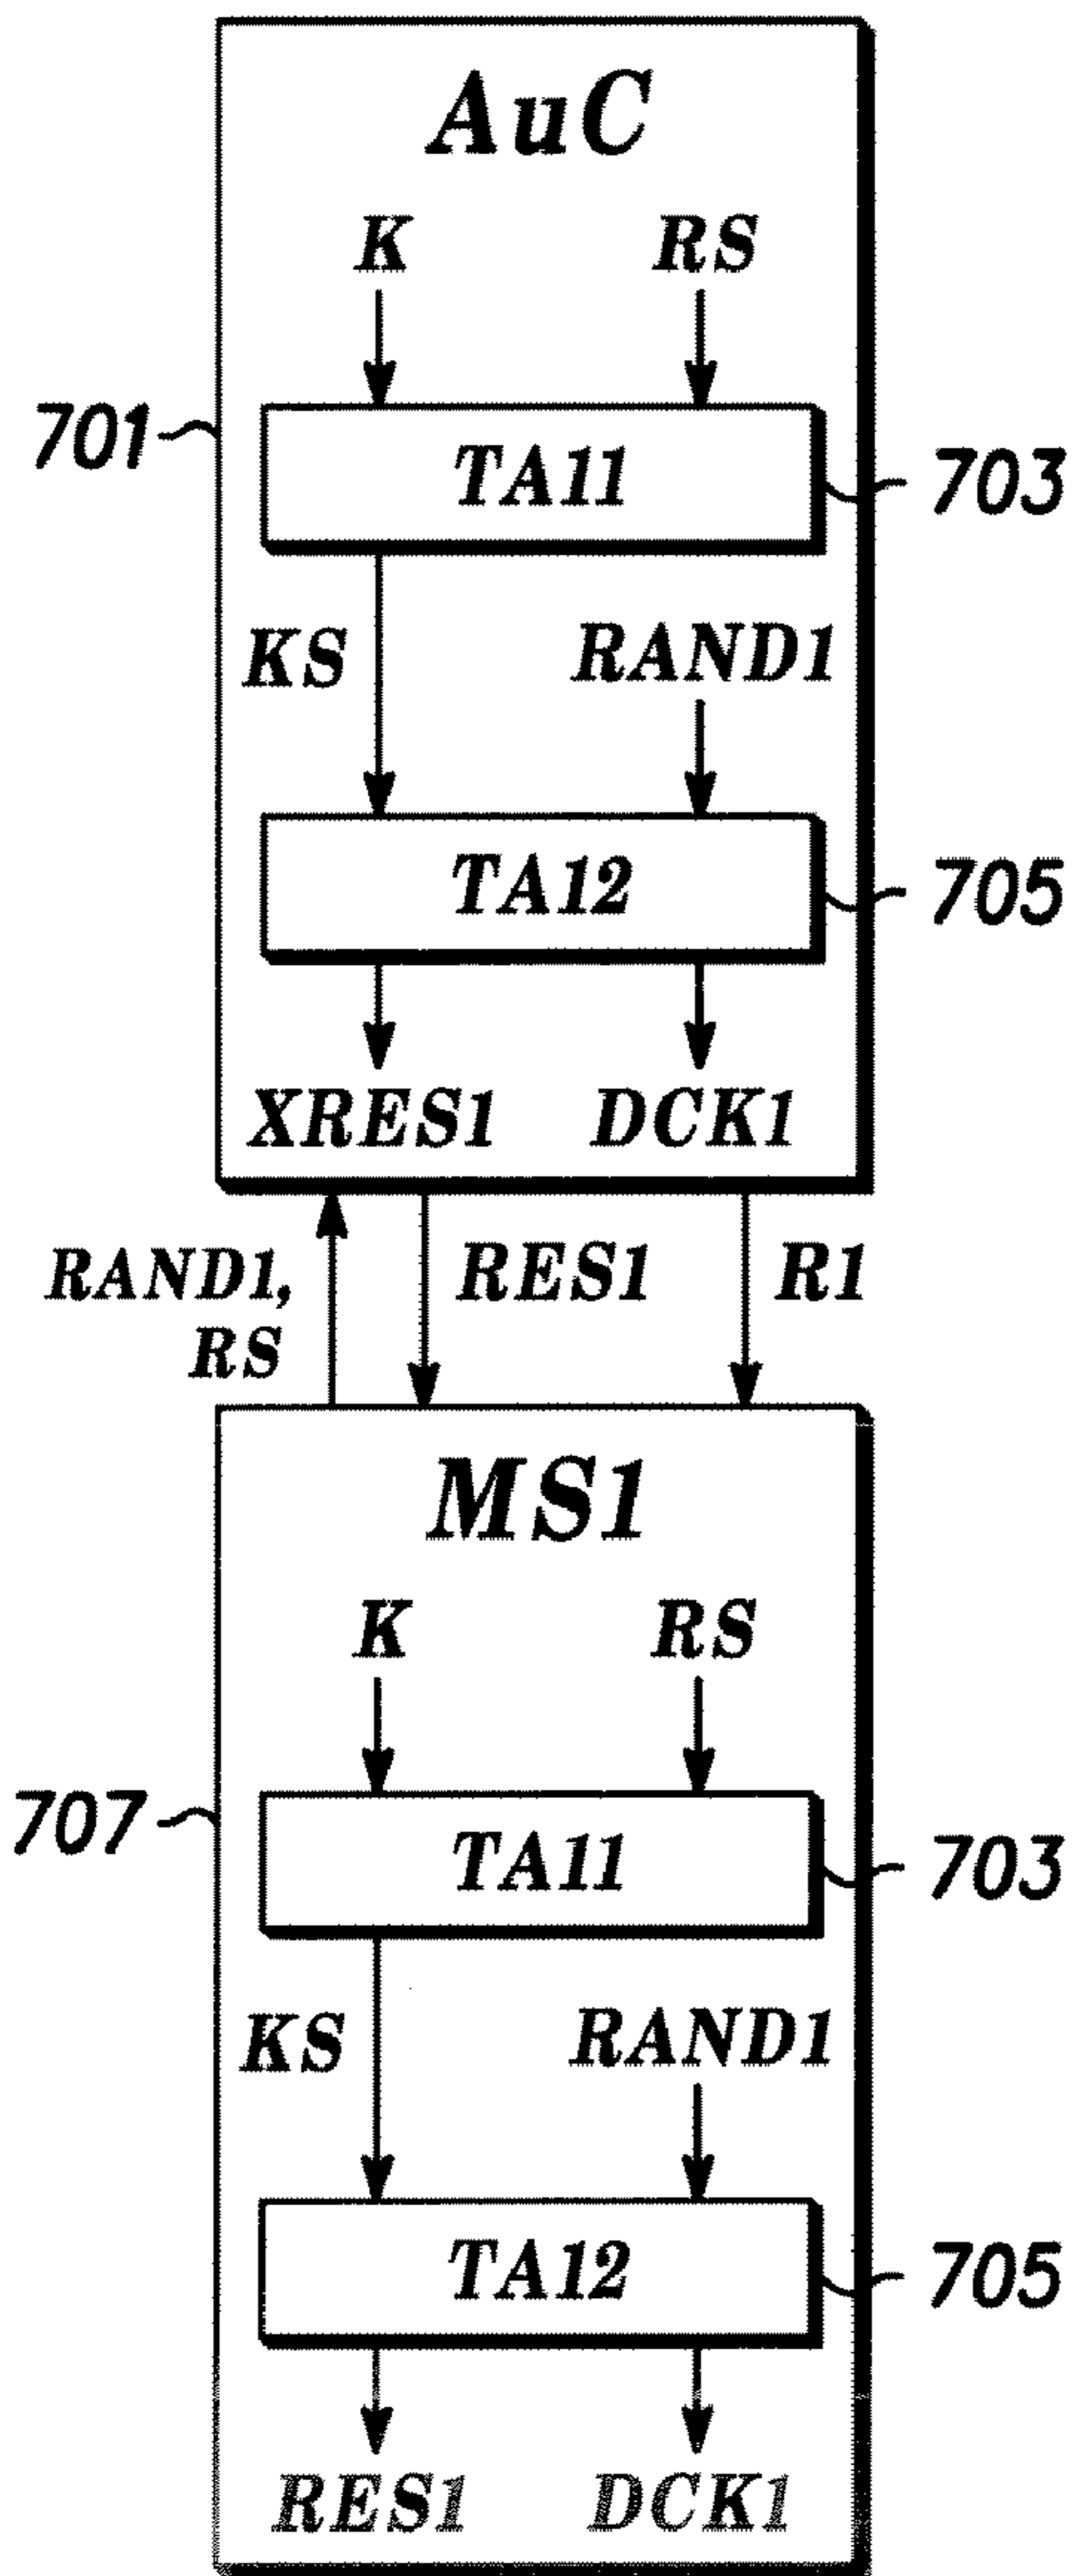 AuC
K RS
701
TA11
703
KS RAND1
TA12
705
XRES1 DCK1
RAND1,
RS
RES1 R1
MS1
K RS
707
TA11
703
KS RAND1
TA12
705
RES1 DCK1